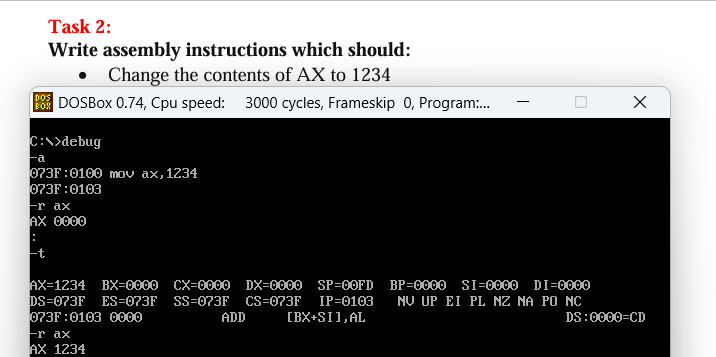 Task 2:
Write assembly instructions which should:
• Change the contents of AX to 1234
DOS BOX DOSBox 0.74, Cpu speed: 3000 cycles, Frameskip 0, Program:...
C:\>debug
-a
073F:0100 mov ax,1234
073F:0103
-r ax
AX 0000
:
-t
AX=1234 BX=0000 CX=0000 DX=0000 SP=00FD BP=0000 SI=0000 DI=0000
DS=073F ES=073F SS=073F CS=073F IP=0103 NV UP EI PL NZ NA PO NC
073F:0103 0000 ADD [BX+SI],AL DS:0000=CD
-r ax
AX 1234